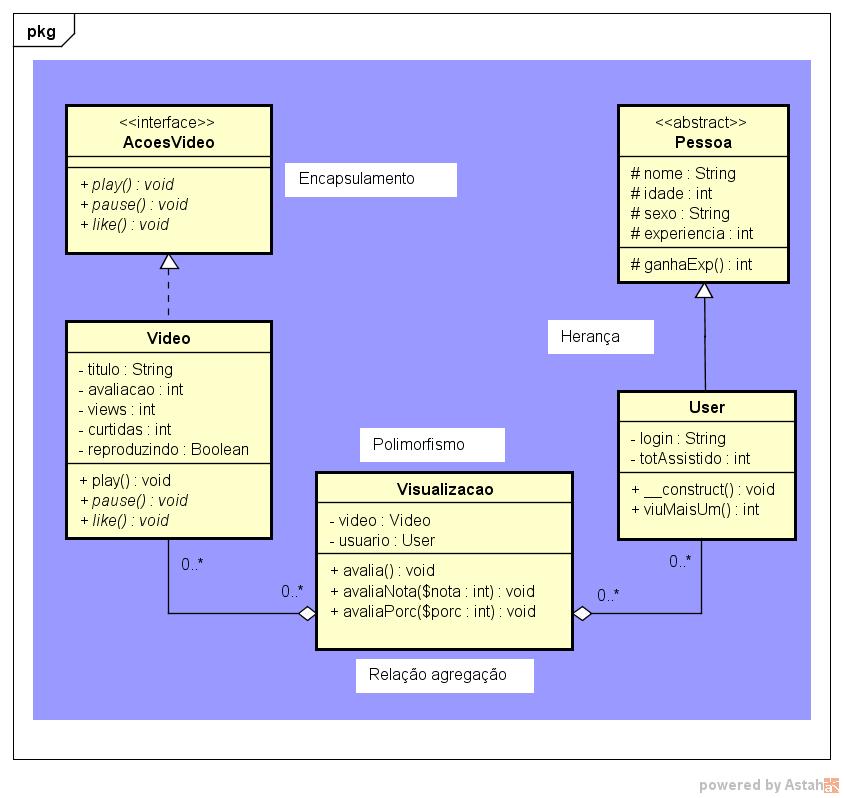 pkg
<<interface>>
AcoesVideo
+ play() : void
+ pause() : void
+ like() : void
Encapsulamento
<<abstract>>
Pessoa
# nome : String
# idade : int
# sexo : String
# experiencia : int
# ganhaExp() : int
Herança
Video
- titulo : String
- avaliacao : int
- views : int
- curtidas : int
- reproduzindo : Boolean
+ play() : void
+ pause() : void
+ like() : void
User
- login : String
- totAssistido : int
+ __construct() : void
+ viuMaisUm() : int
Polimorfismo
Visualizacao
- video : Video
- usuario : User
+ avalia() : void
+ avaliaNota($nota : int) : void
+ avaliaPorc($porc : int) : void
0..*
0..*
0..*
0..*
Relação agregação
powered by Astah